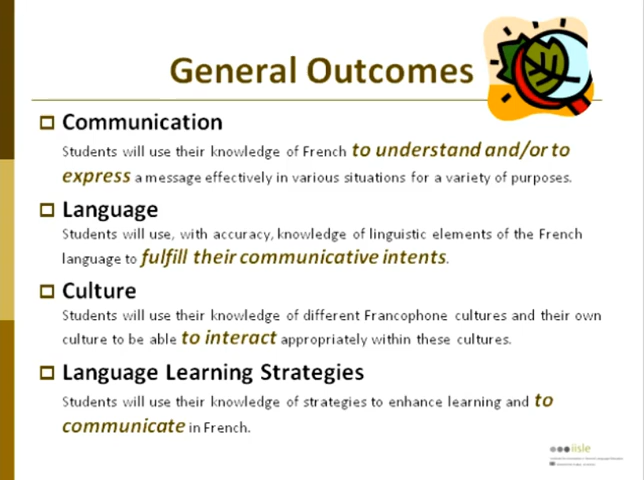 General Outcomes
Communication
Students will use their knowledge of French to understand and/or to
express a message effectively in various situations for a variety of purposes.
Language
Students will use, with accuracy, knowledge of linguistic elements of the French
language to fulfill their communicative intents.
Culture
Students will use their knowledge of different Francophone cultures and their own
culture to be able to interact appropriately within these cultures.
Language Learning Strategies
Students will use their knowledge of strategies to enhance learning and to
communicate in French.
iisle